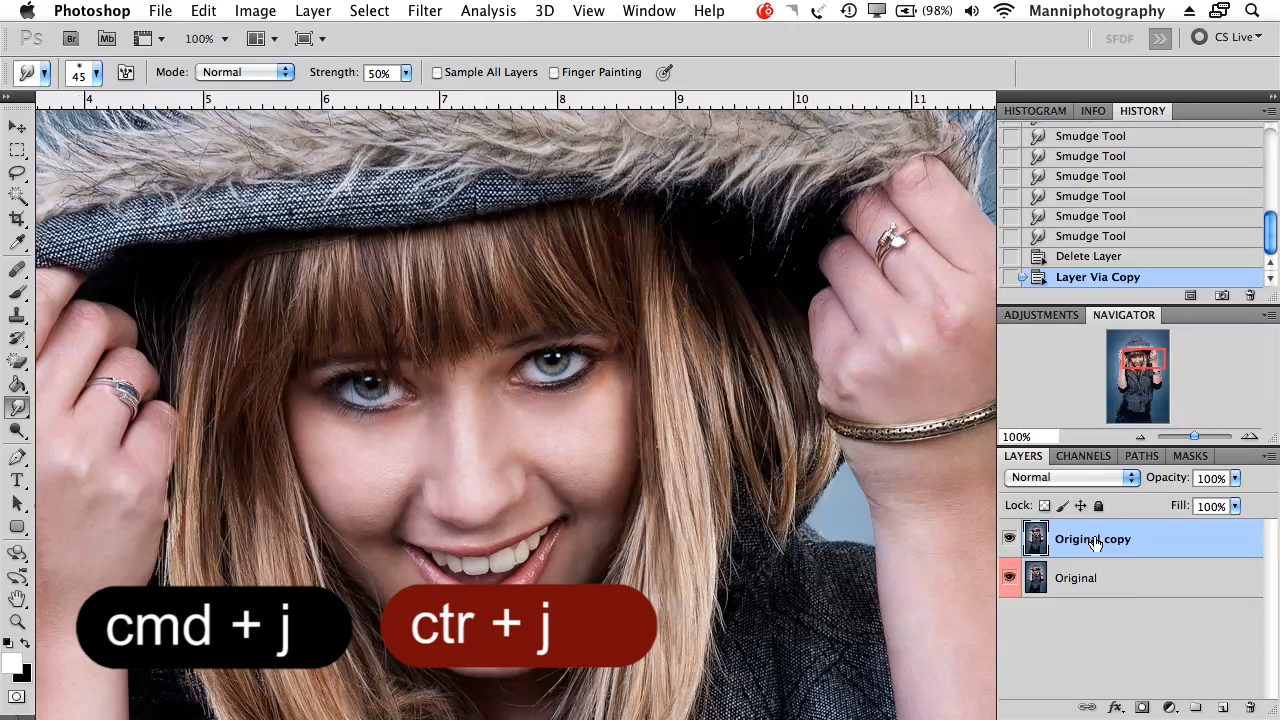 Photoshop File Edit Image Layer Select Filter Analysis 3D View Window Help (98%) Manniphotography
Ps Br Mb 100% SFDF CS Live
45 Mode: Normal Strength: 50% Sample All Layers Finger Painting
4 5 6 7 8 9 10 11
HISTOGRAM INFO HISTORY
Smudge Tool
Smudge Tool
Smudge Tool
Smudge Tool
Smudge Tool
Smudge Tool
Delete Layer
Layer Via Copy
ADJUSTMENTS NAVIGATOR
100%
LAYERS CHANNELS PATHS MASKS
Normal Opacity: 100%
Lock: Fill: 100%
Original copy
Original
cmd + j ctr + j